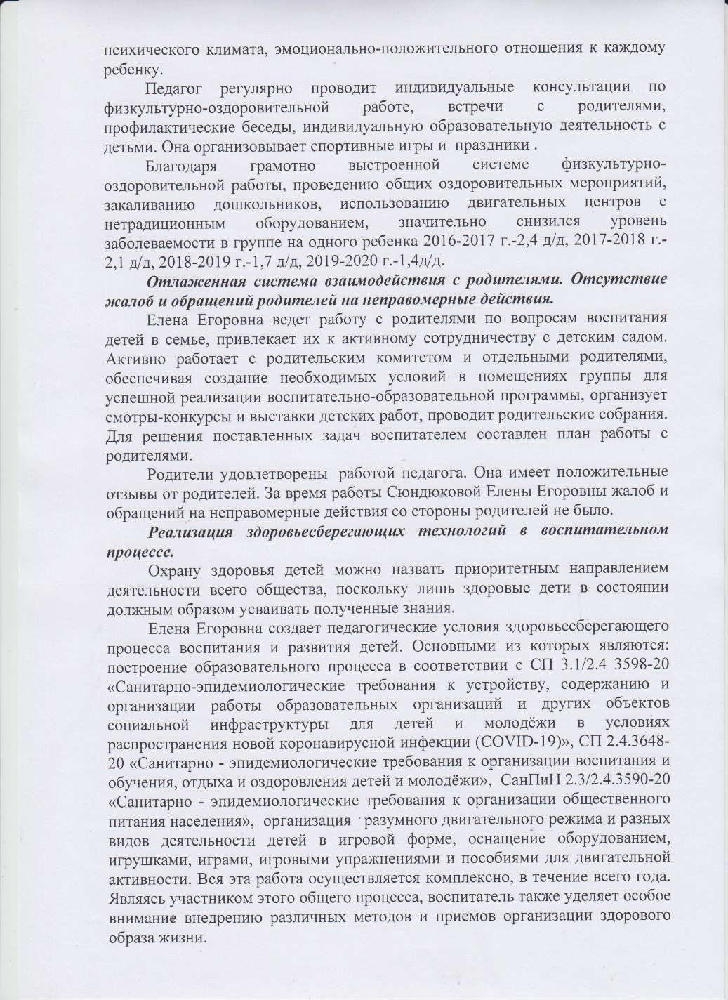 психического климата, эмоционально-положительного отношения к каждому
ребенку.
Педагог регулярно проводит индивидуальные консультации по
физкультурно-оздоровительной работе, встречи с родителями,
профилактические беседы, индивидуальную образовательную деятельность с
детьми. Она организовывает спортивные игры и праздники .
Благодаря грамотно выстроенной системе физкультурно-
оздоровительной работы, проведению общих оздоровительных мероприятий,
закаливанию дошкольников, использованию двигательных центров с
нетрадиционным оборудованием, значительно снизился уровень
заболеваемости в группе на одного ребенка 2016-2017 г.-2,4 д/д, 2017-2018 г.-
2,1 д/д, 2018-2019 г.-1,7 д/д, 2019-2020 г.-1,4д/д.
Отлаженная система взаимодействия с родителями. Отсутствие
жалоб и обращений родителей на неправомерные действия.
Елена Егоровна ведет работу с родителями по вопросам воспитания
детей в семье, привлекает их к активному сотрудничеству с детским садом.
Активно работает с родительским комитетом и отдельными родителями,
обеспечивая создание необходимых условий в помещениях группы для
успешной реализации воспитательно-образовательной программы, организует
смотры-конкурсы и выставки детских работ, проводит родительские собрания.
Для решения поставленных задач воспитателем составлен план работы с
родителями.
Родители удовлетворены работой педагога. Она имеет положительные
отзывы от родителей. За время работы Сюндюковой Елены Егоровны жалоб и
обращений на неправомерные действия со стороны родителей не было.
Реализация здоровьесберегающих технологий в воспитательном
процессе.
Охрану здоровья детей можно назвать приоритетным направлением
деятельности всего общества, поскольку лишь здоровые дети в состоянии
должным образом усваивать полученные знания.
Елена Егоровна создает педагогические условия здоровьесберегающего
процесса воспитания и развития детей. Основными из которых являются:
построение образовательного процесса в соответствии с СП 3.1/2.4 3598-20
«Санитарно-эпидемиологические требования к устройству, содержанию и
организации работы образовательных организаций и других объектов
социальной инфраструктуры для детей и молодёжи в условиях
распространения новой коронавирусной инфекции (COVID-19)», СП 2.4.3648-
20 «Санитарно - эпидемиологические требования к организации воспитания и
обучения, отдыха и оздоровления детей и молодёжи», СанПиН 2.3/2.4.3590-20
«Санитарно - эпидемиологические требования к организации общественного
питания населения», организация разумного двигательного режима и разных
видов деятельности детей в игровой форме, оснащение оборудованием,
игрушками, играми, игровыми упражнениями и пособиями для двигательной
активности. Вся эта работа осуществляется комплексно, в течение всего года.
Являясь участником этого общего процесса, воспитатель также уделяет особое
внимание внедрению различных методов и приемов организации здорового
образа жизни.